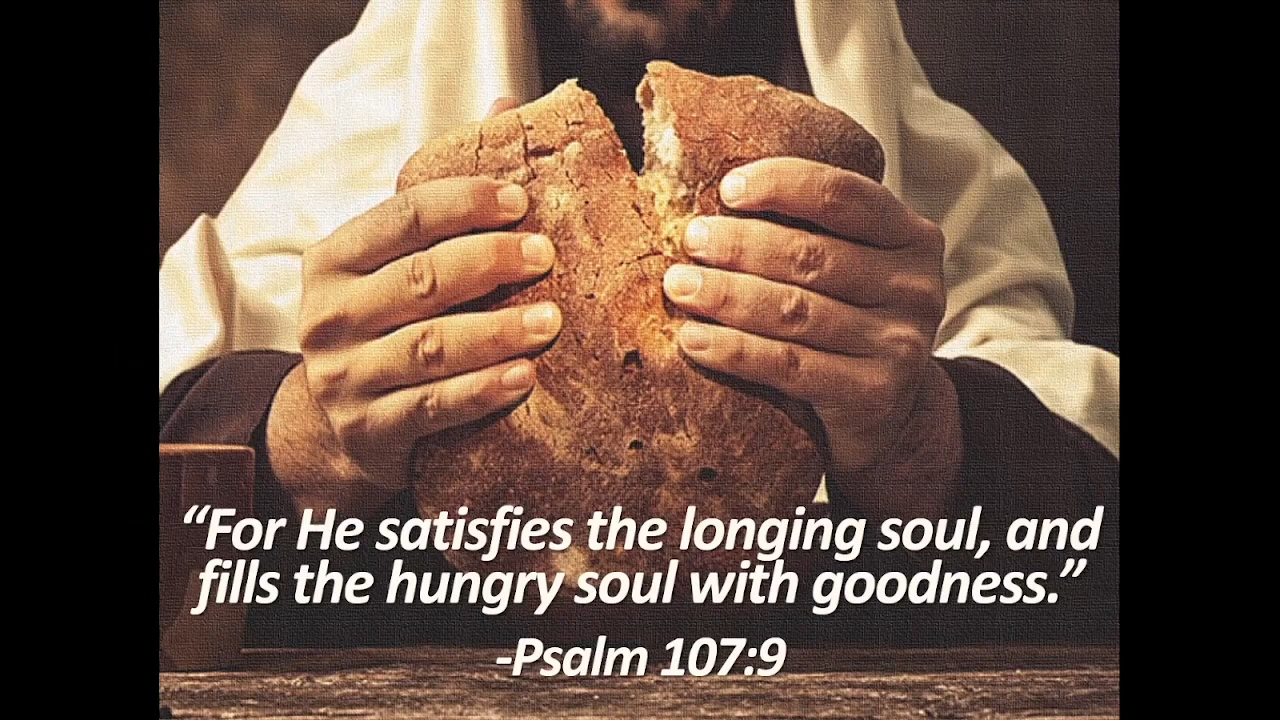 “For He satisfies the longing soul, and
fills the hungry soul with goodness.”
-Psalm 107:9